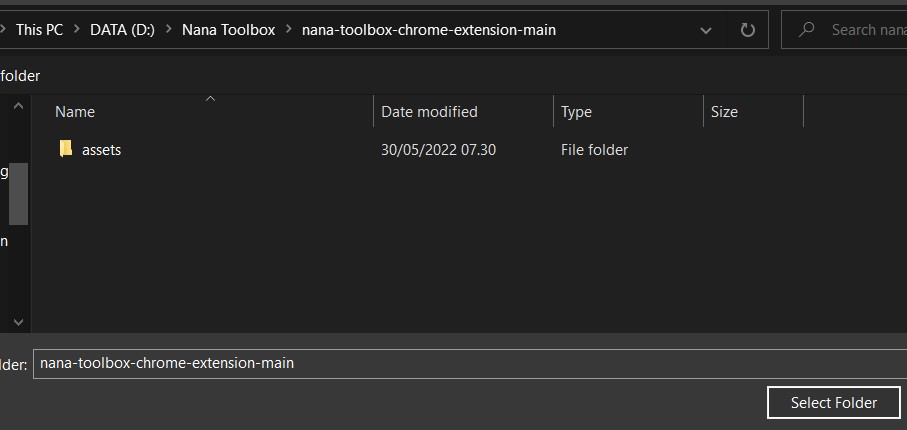 This PC > DATA (D:) > Nana Toolbox > nana-toolbox-chrome-extension-main
Search nana
folder
Name Date modified Type Size
assets 30/05/2022 07.30 File folder
g
n
lder: nana-toolbox-chrome-extension-main
Select Folder